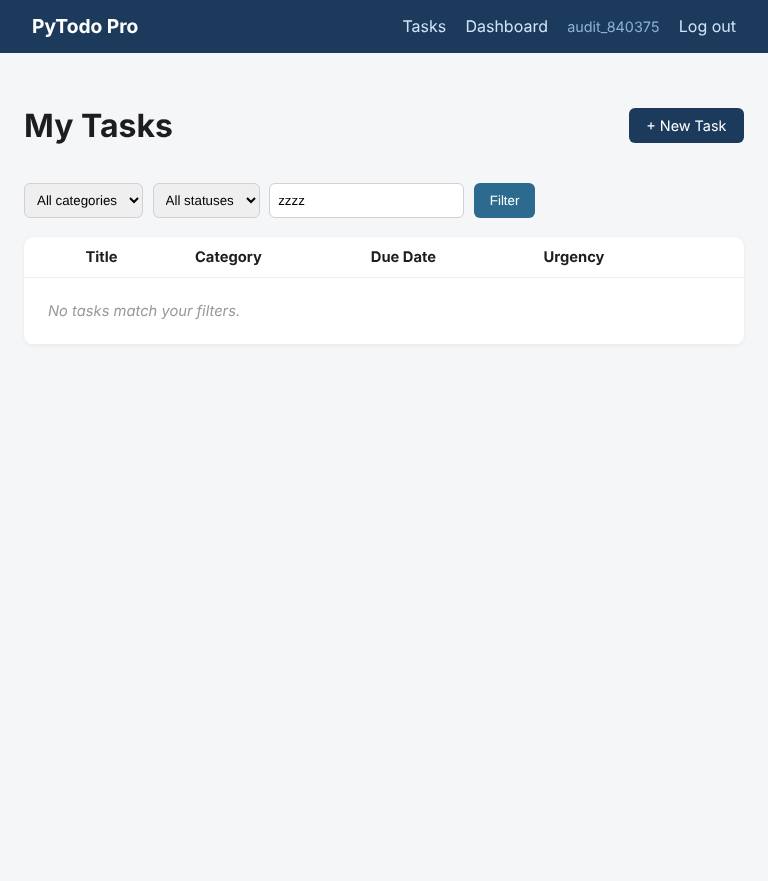 PyTodo Pro Tasks Dashboard audit_840375 Log out
My Tasks + New Task
All categories All statuses zzzz Filter
Title Category Due Date Urgency
No tasks match your filters.